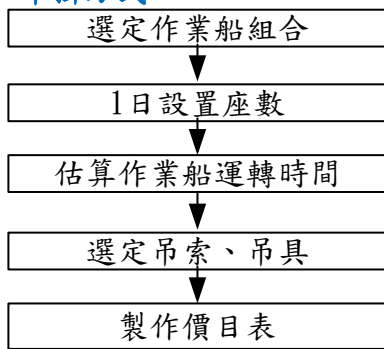 選定作業船組合
1日設置座數
估算作業船運轉時間
選定吊索、吊具
製作價目表